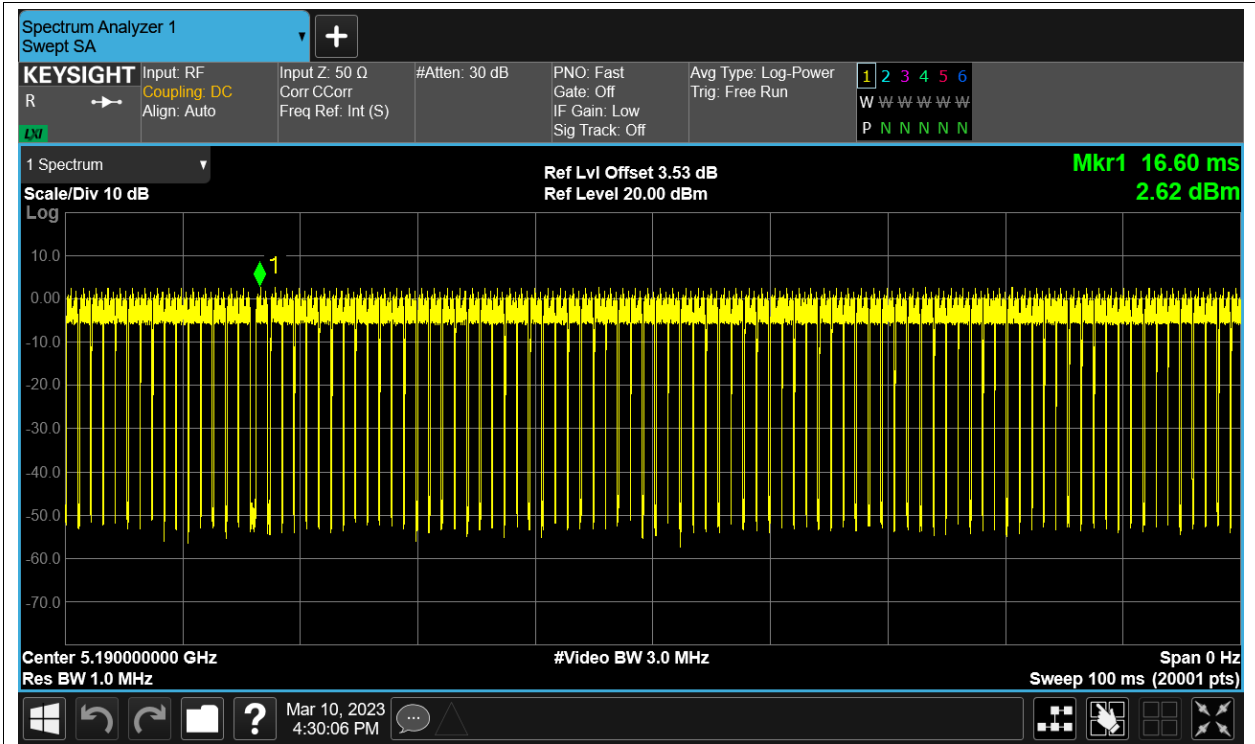 Spectrum Analyzer 1
Swept SA
KEYSIGHT
R
LXI
Input: RF
Coupling: DC
Align: Auto
Input Z: 50 Ω
Corr CCorr
Freq Ref: Int (S)
#Atten: 30 dB
PNO: Fast
Gate: Off
IF Gain: Low
Sig Track: Off
Avg Type: Log-Power
Trig: Free Run
1 2 3 4 5 6
W W W W W W
P N N N N N
1 Spectrum
Scale/Div 10 dB
Log
Ref Lvl Offset 3.53 dB
Ref Level 20.00 dBm
Mkr1 16.60 ms
2.62 dBm
1
10.0
0.00
-10.0
-20.0
-30.0
-40.0
-50.0
-60.0
-70.0
Center 5.190000000 GHz
Res BW 1.0 MHz
#Video BW 3.0 MHz
Span 0 Hz
Sweep 100 ms (20001 pts)
?
Mar 10, 2023
4:30:06 PM